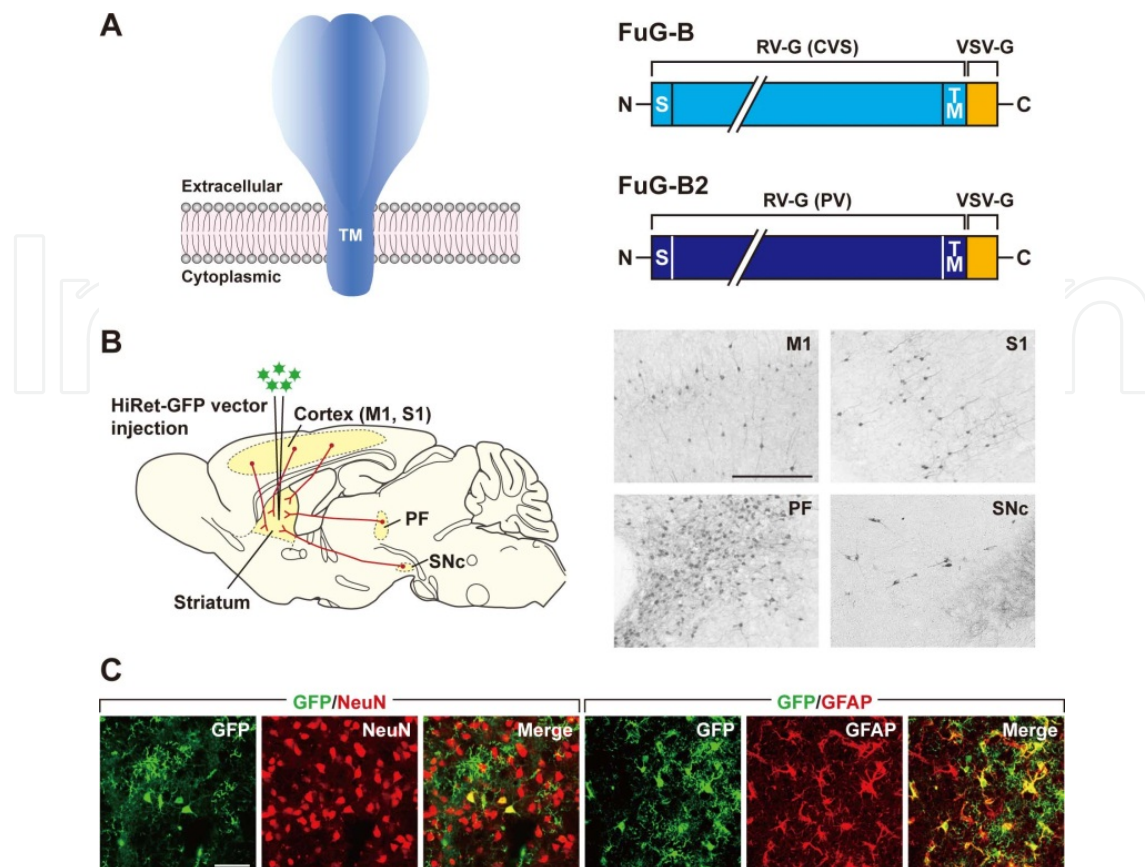 A
Extracellular
TM
Cytoplasmic
FuG-B
RV-G (CVS) VSV-G
N S TM C
FuG-B2
RV-G (PV) VSV-G
N S TM C
B
HiRet-GFP vector
injection
Cortex (M1, S1)
PF
SNc
Striatum
M1 S1
PF SNc
C
GFP/NeuN GFP/GFAP
GFP NeuN Merge GFP GFAP Merge